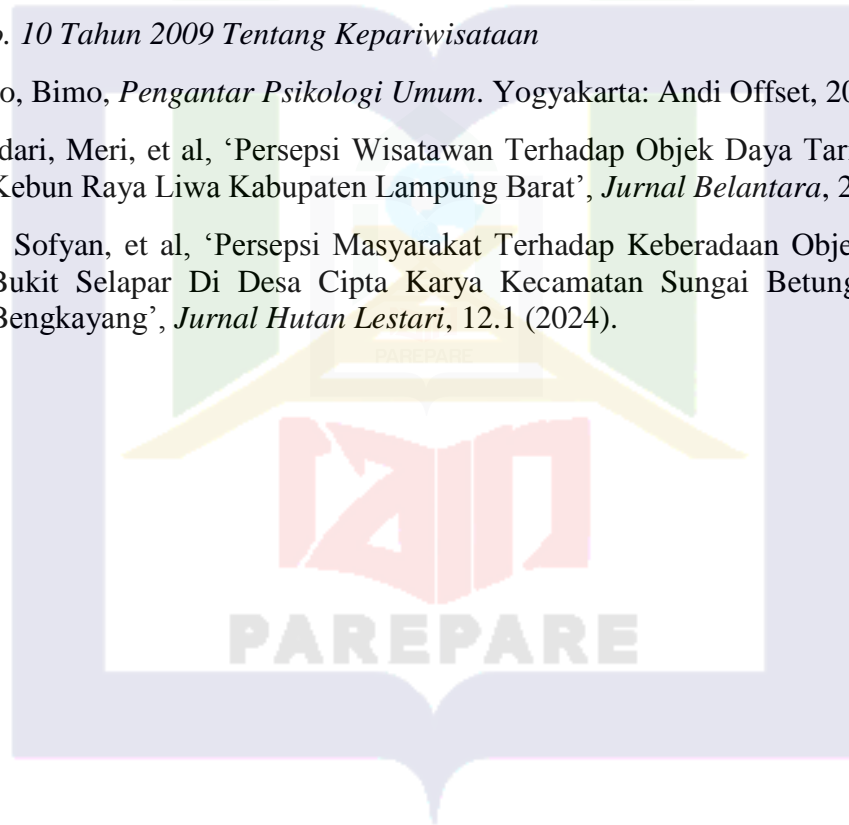 . 10 Tahun 2009 Tentang Kepariwisataan
o, Bimo, Pengantar Psikologi Umum. Yogyakarta: Andi Offset, 20
dari, Meri, et al, ‘Persepsi Wisatawan Terhadap Objek Daya Tar
Kebun Raya Liwa Kabupaten Lampung Barat’, Jurnal Belantara, 2
Sofyan, et al, ‘Persepsi Masyarakat Terhadap Keberadaan Obje
Bukit Selapar Di Desa Cipta Karya Kecamatan Sungai Betung
Bengkayang’, Jurnal Hutan Lestari, 12.1 (2024).
PAREPARE
iain
PAREPARE